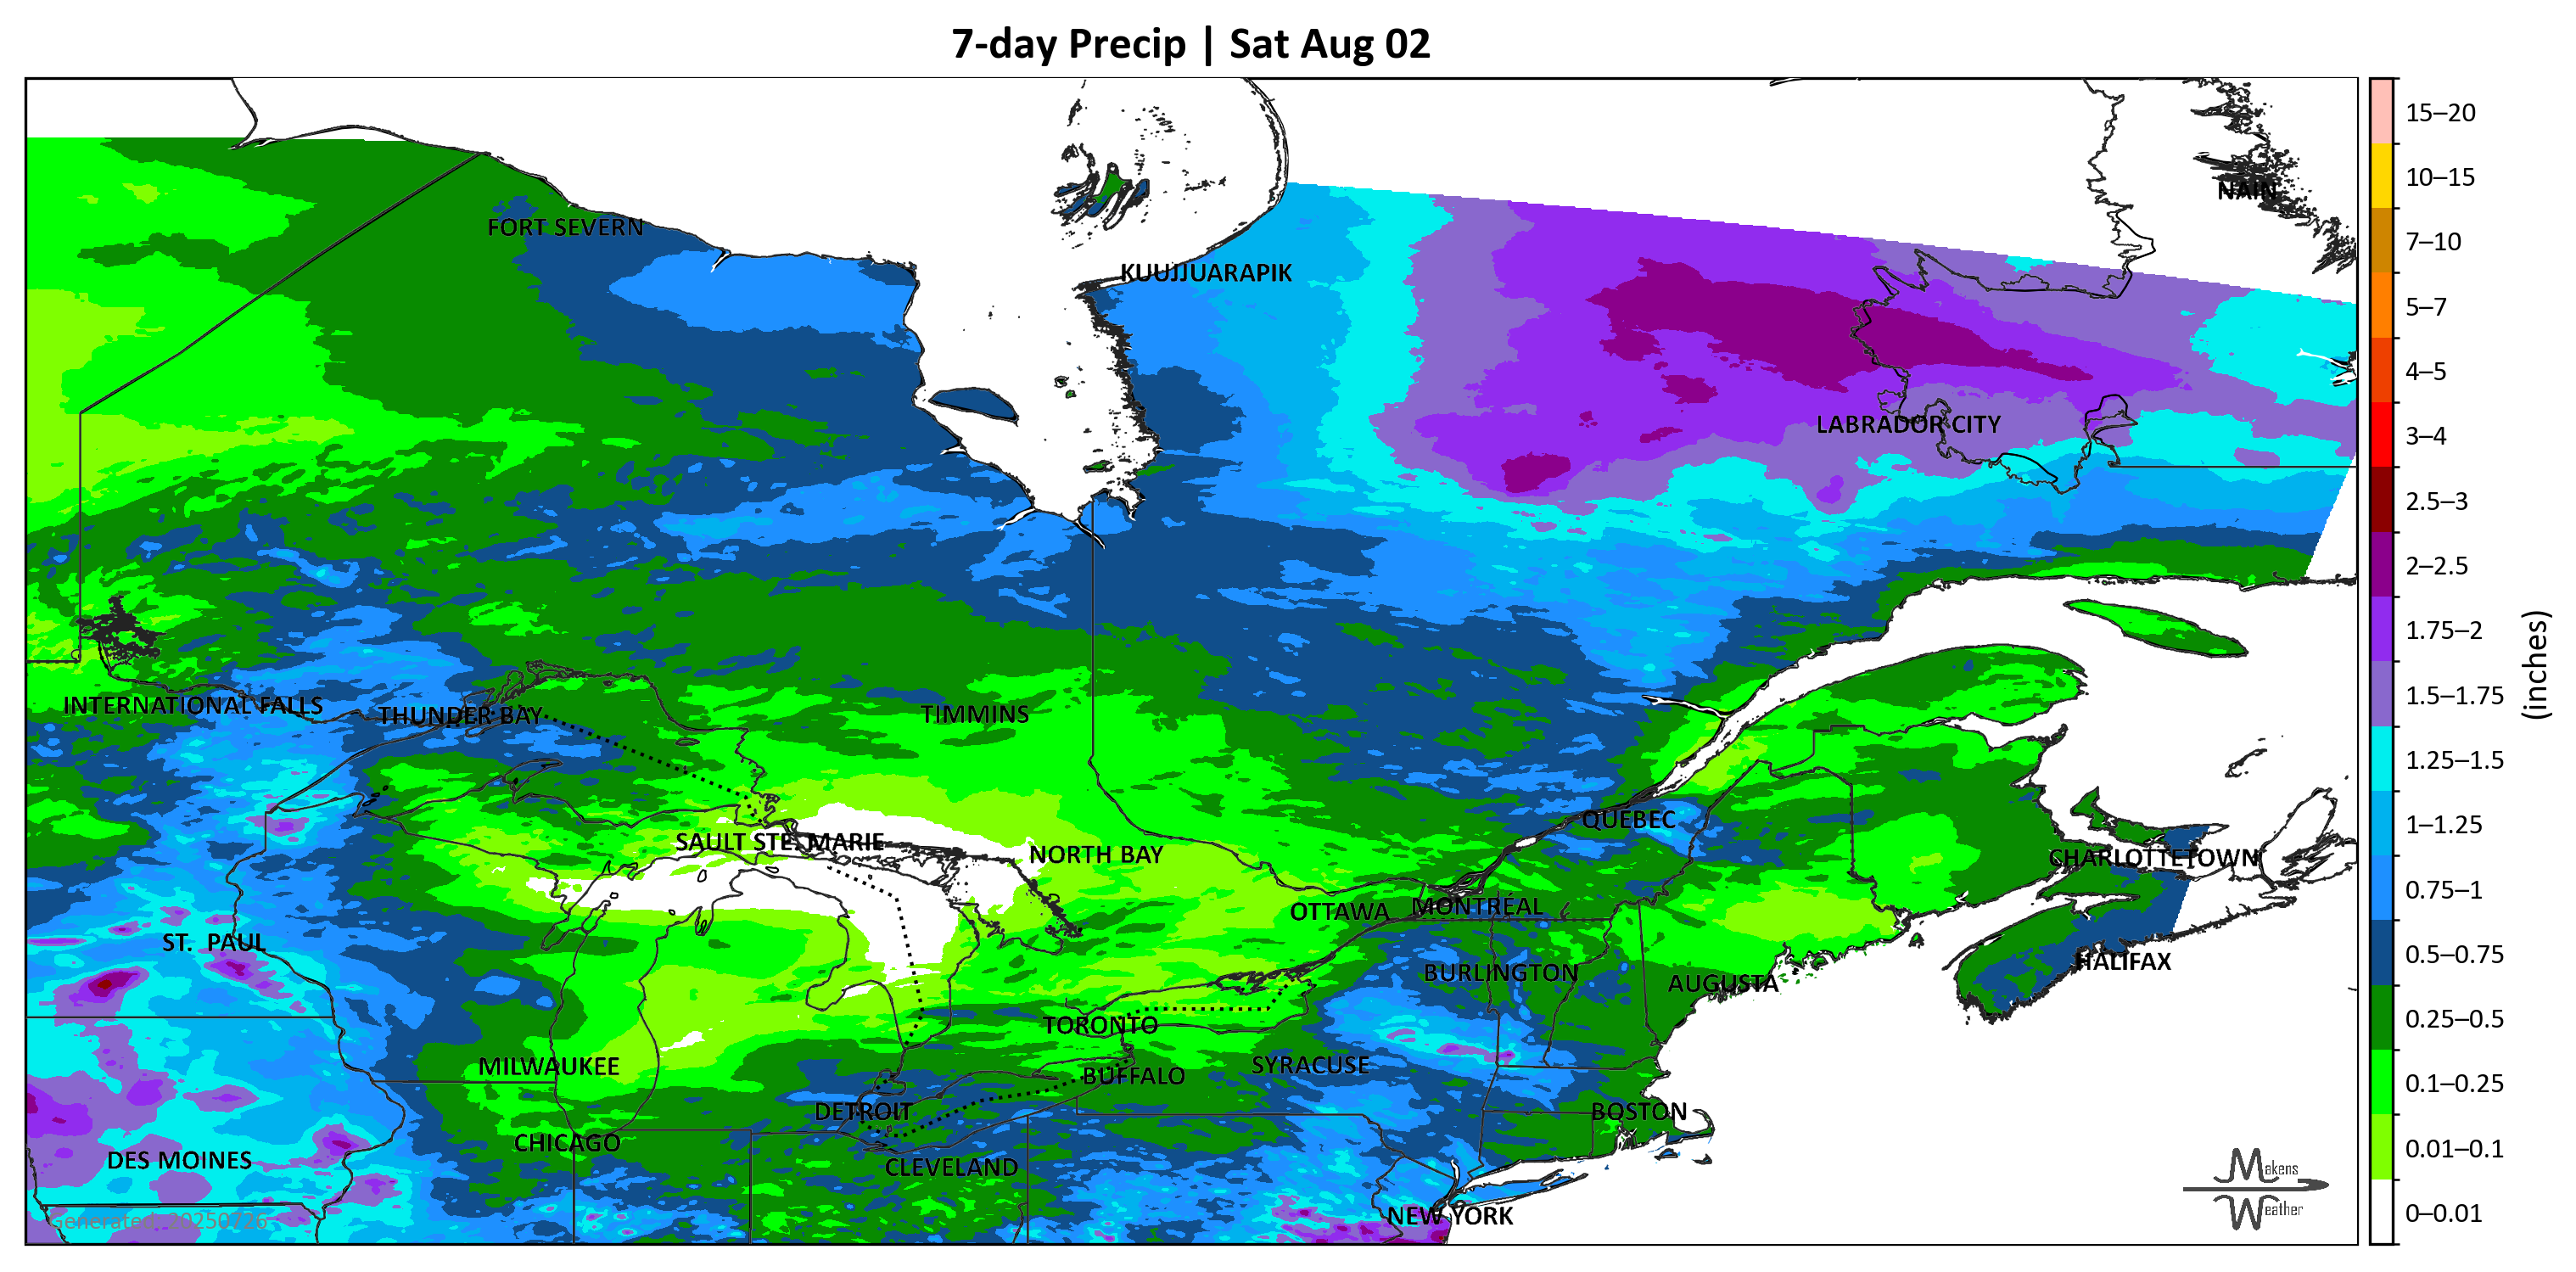 7-day Precip | Sat Aug 02
NAIN
FORT SEVERN
KUUJJUARAPIK
LABRADOR CITY
INTERNATIONAL FALLS
THUNDER BAY
TIMMINS
QUEBEC
SAULT STE. MARIE
NORTH BAY
CHARLOTTETOWN
OTTAWA
MONTRÉAL
ST. PAUL
HALIFAX
BURLINGTON
AUGUSTA
TORONTO
MILWAUKEE
SYRACUSE
BUFFALO
DETROIT
BOSTON
CHICAGO
DES MOINES
CLEVELAND
NEW YORK
Generated: 20250726
Makens
Weather
15–20
10–15
7–10
5–7
4–5
3–4
2.5–3
2–2.5
1.75–2
1.5–1.75
1.25–1.5
1–1.25
0.75–1
0.5–0.75
0.25–0.5
0.1–0.25
0.01–0.1
0–0.01
(inches)